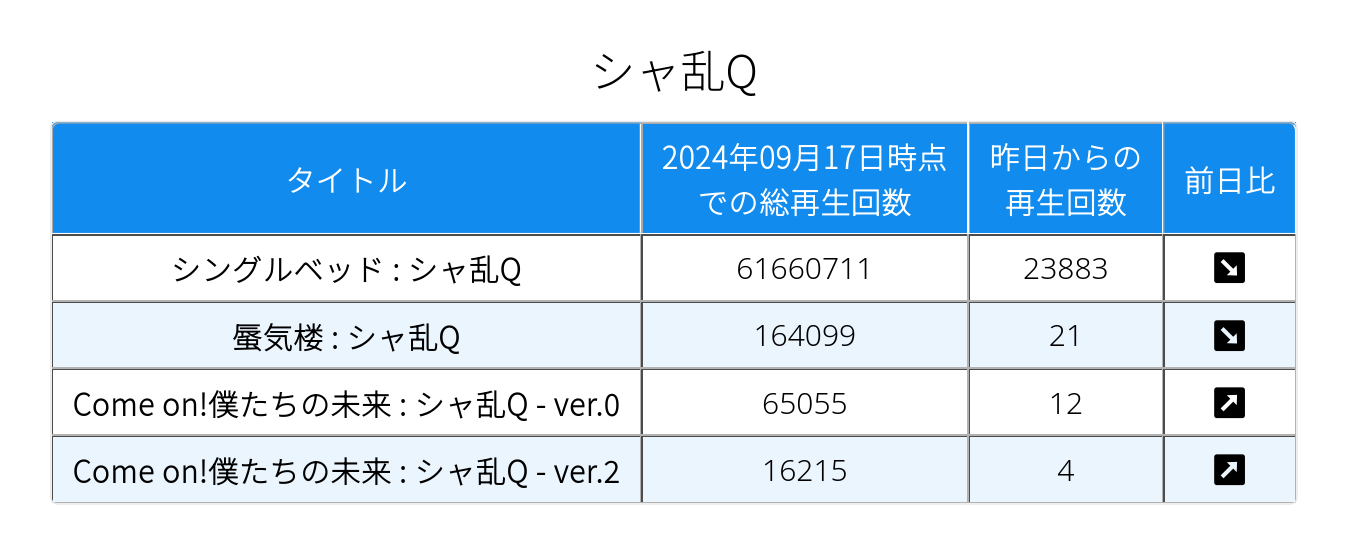 シャ乱Q
タイトル
2024年09月17日時点
での総再生回数
昨日からの
再生回数
前日比
シングルベッド : シャ乱Q
61660711
23883
蜃気楼 : シャ乱Q
164099
21
Come on!僕たちの未来 : シャ乱Q - ver.0
65055
12
Come on!僕たちの未来 : シャ乱Q - ver.2
16215
4